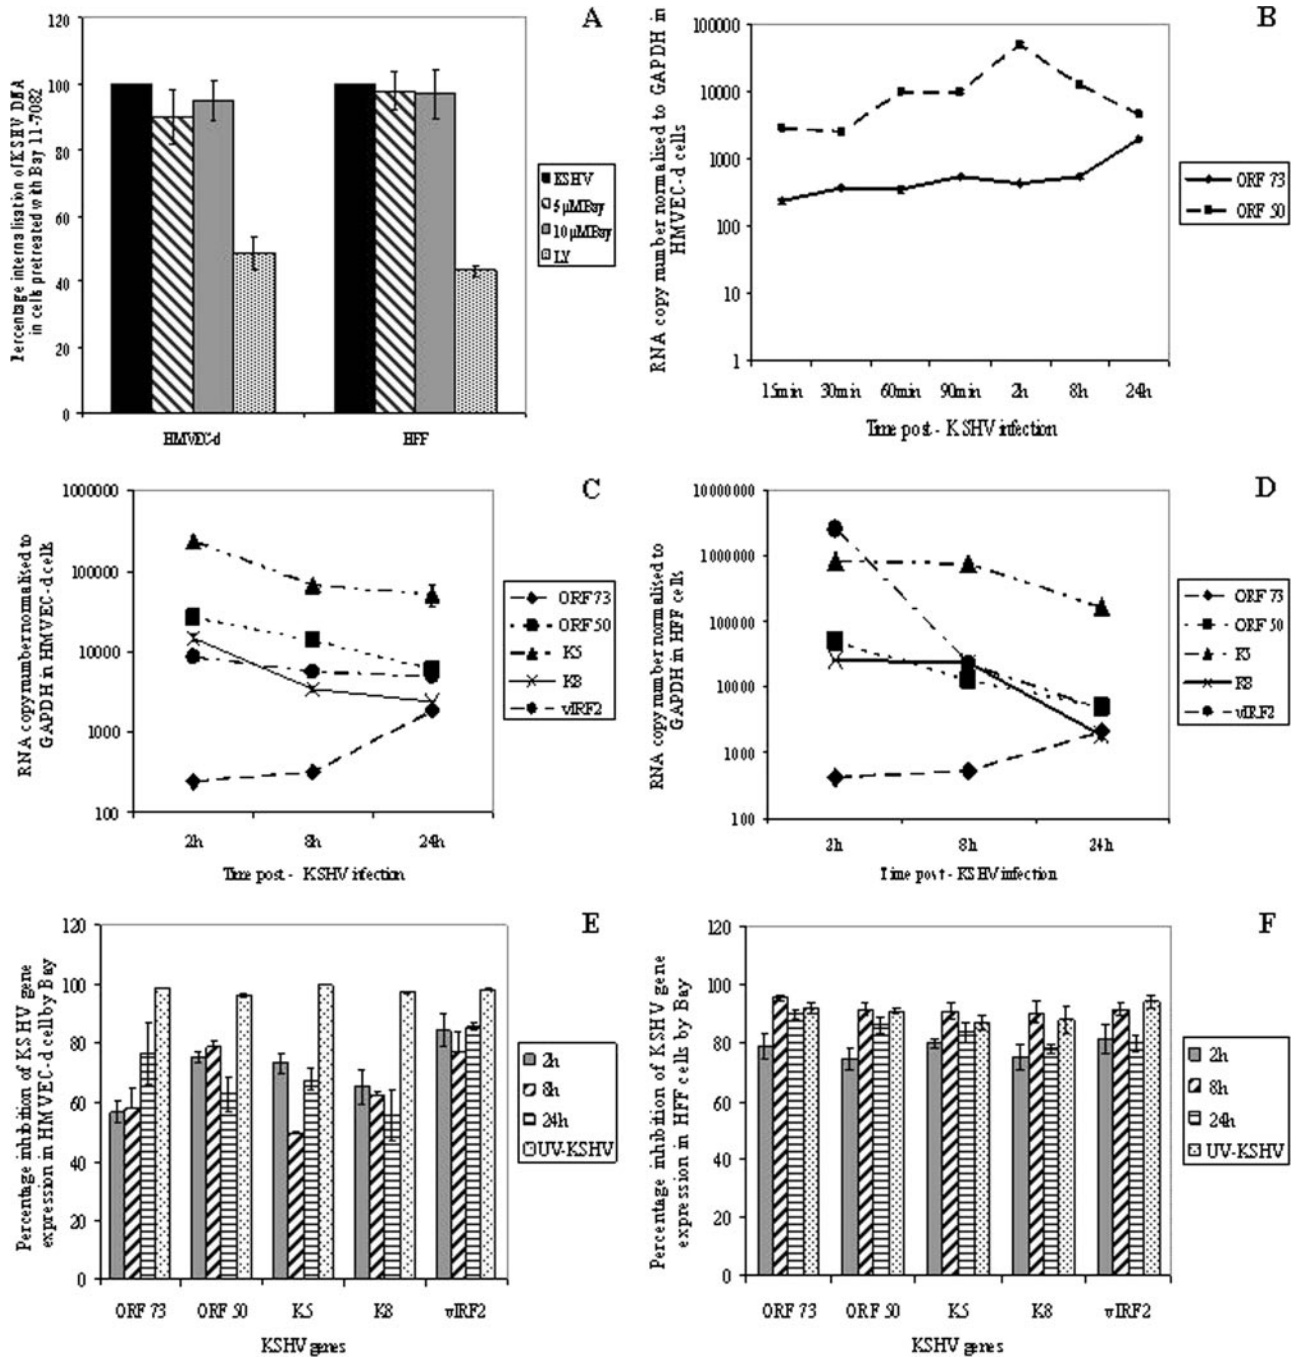 A
120
100
80
60
40
20
0
Percentage internalisation of KSHV DNA
in cells pretreated with Bay 11-7082
HMVEC-d
HFF
KSHV
5 µM Bay
10 µM Bay
LY
B
100000
10000
1000
100
10
1
RNA copy number normalised to GAPDH in
HMVEC-d cells
15min
30min
60min
90min
2h
8h
24h
Time post - KSHV infection
ORF 73
ORF 50
C
1000000
100000
10000
1000
100
RNA copy number normalised to
GAPDH in HMVEC-d cells
2h
8h
24h
Time post - KSHV infection
ORF 73
ORF 50
K5
K8
vIRF2
D
10000000
1000000
100000
10000
1000
100
RNA copy number normalised to
GAPDH in HFF cells
2h
8h
24h
Time post - KSHV infection
ORF 73
ORF 50
K5
K8
vIRF2
E
120
100
80
60
40
20
0
Percentage inhibition of KSHV gene
expression in HMVEC-d cell by Bay
ORF 73
ORF 50
K5
K8
vIRF2
KSHV genes
2h
8h
24h
UV-KSHV
F
120
100
80
60
40
20
0
Percentage inhibition of KSHV gene
expression in HFF cells by Bay
ORF 73
ORF 50
K5
K8
vIRF2
KSHV genes
2h
8h
24h
UV-KSHV